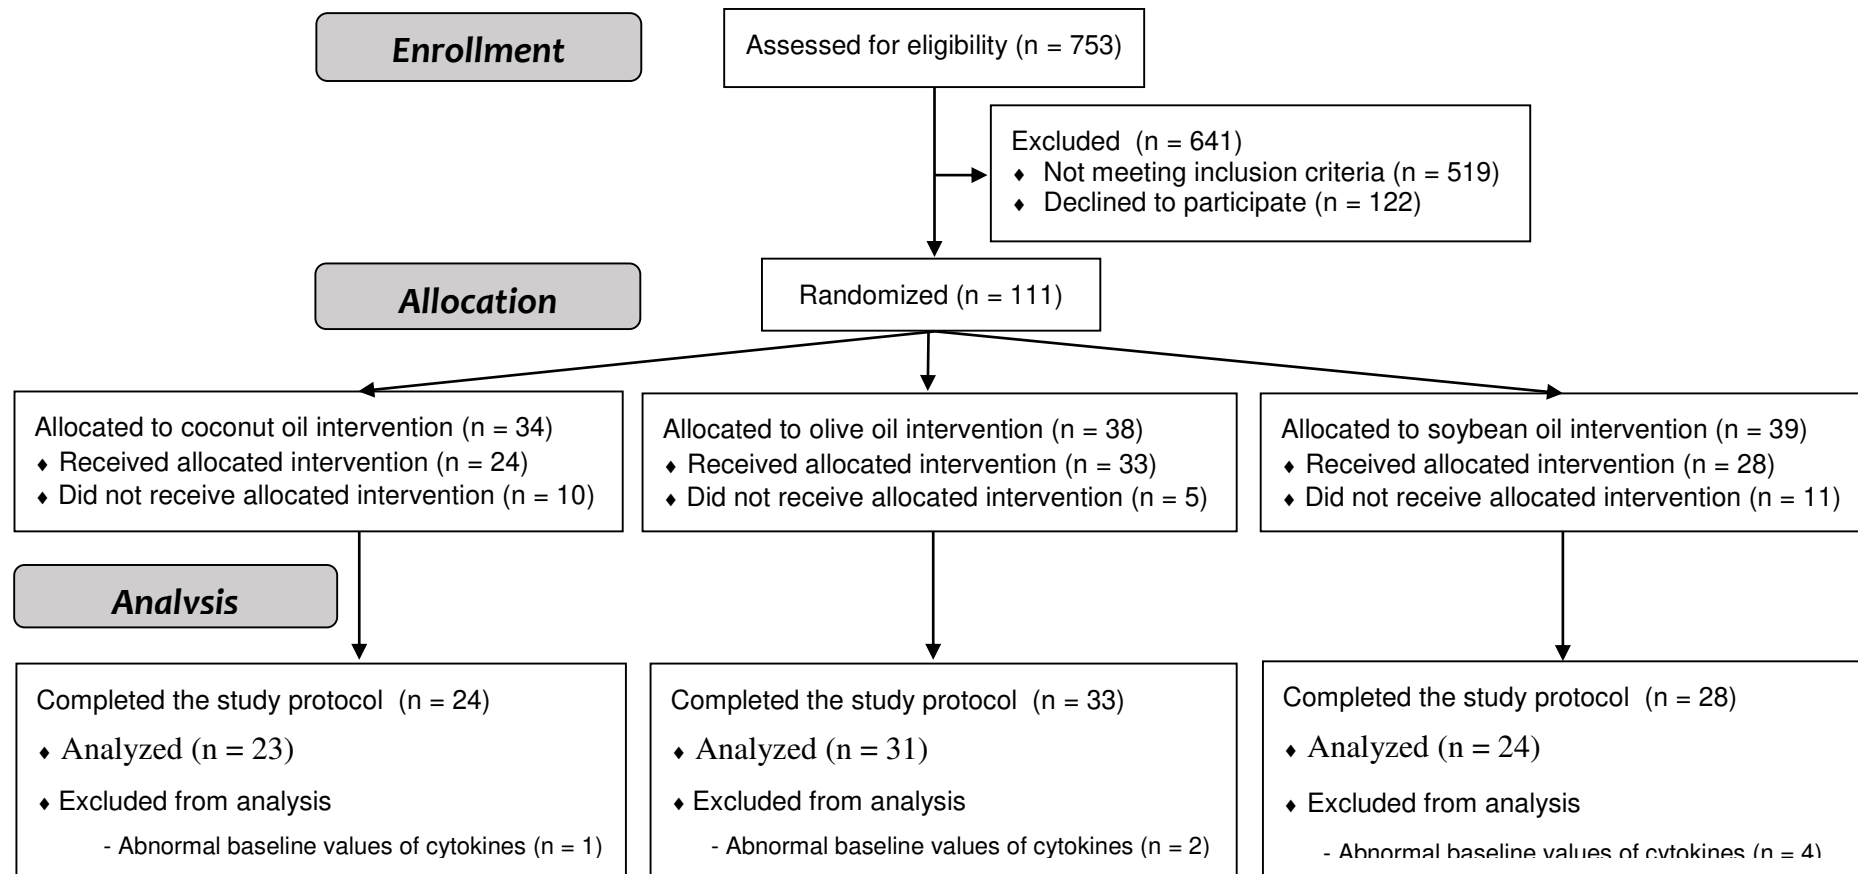 Enrollment
Assessed for eligibility (n = 753)
Excluded (n = 641)
♦ Not meeting inclusion criteria (n = 519)
♦ Declined to participate (n = 122)
Allocation
Randomized (n = 111)
Allocated to coconut oil intervention (n = 34)
♦ Received allocated intervention (n = 24)
♦ Did not receive allocated intervention (n = 10)
Allocated to olive oil intervention (n = 38)
♦ Received allocated intervention (n = 33)
♦ Did not receive allocated intervention (n = 5)
Allocated to soybean oil intervention (n = 39)
♦ Received allocated intervention (n = 28)
♦ Did not receive allocated intervention (n = 11)
Analysis
Completed the study protocol (n = 24)
♦ Analyzed (n = 23)
♦ Excluded from analysis
- Abnormal baseline values of cytokines (n = 1)
Completed the study protocol (n = 33)
♦ Analyzed (n = 31)
♦ Excluded from analysis
- Abnormal baseline values of cytokines (n = 2)
Completed the study protocol (n = 28)
♦ Analyzed (n = 24)
♦ Excluded from analysis
- Abnormal baseline values of cytokines (n = 4)